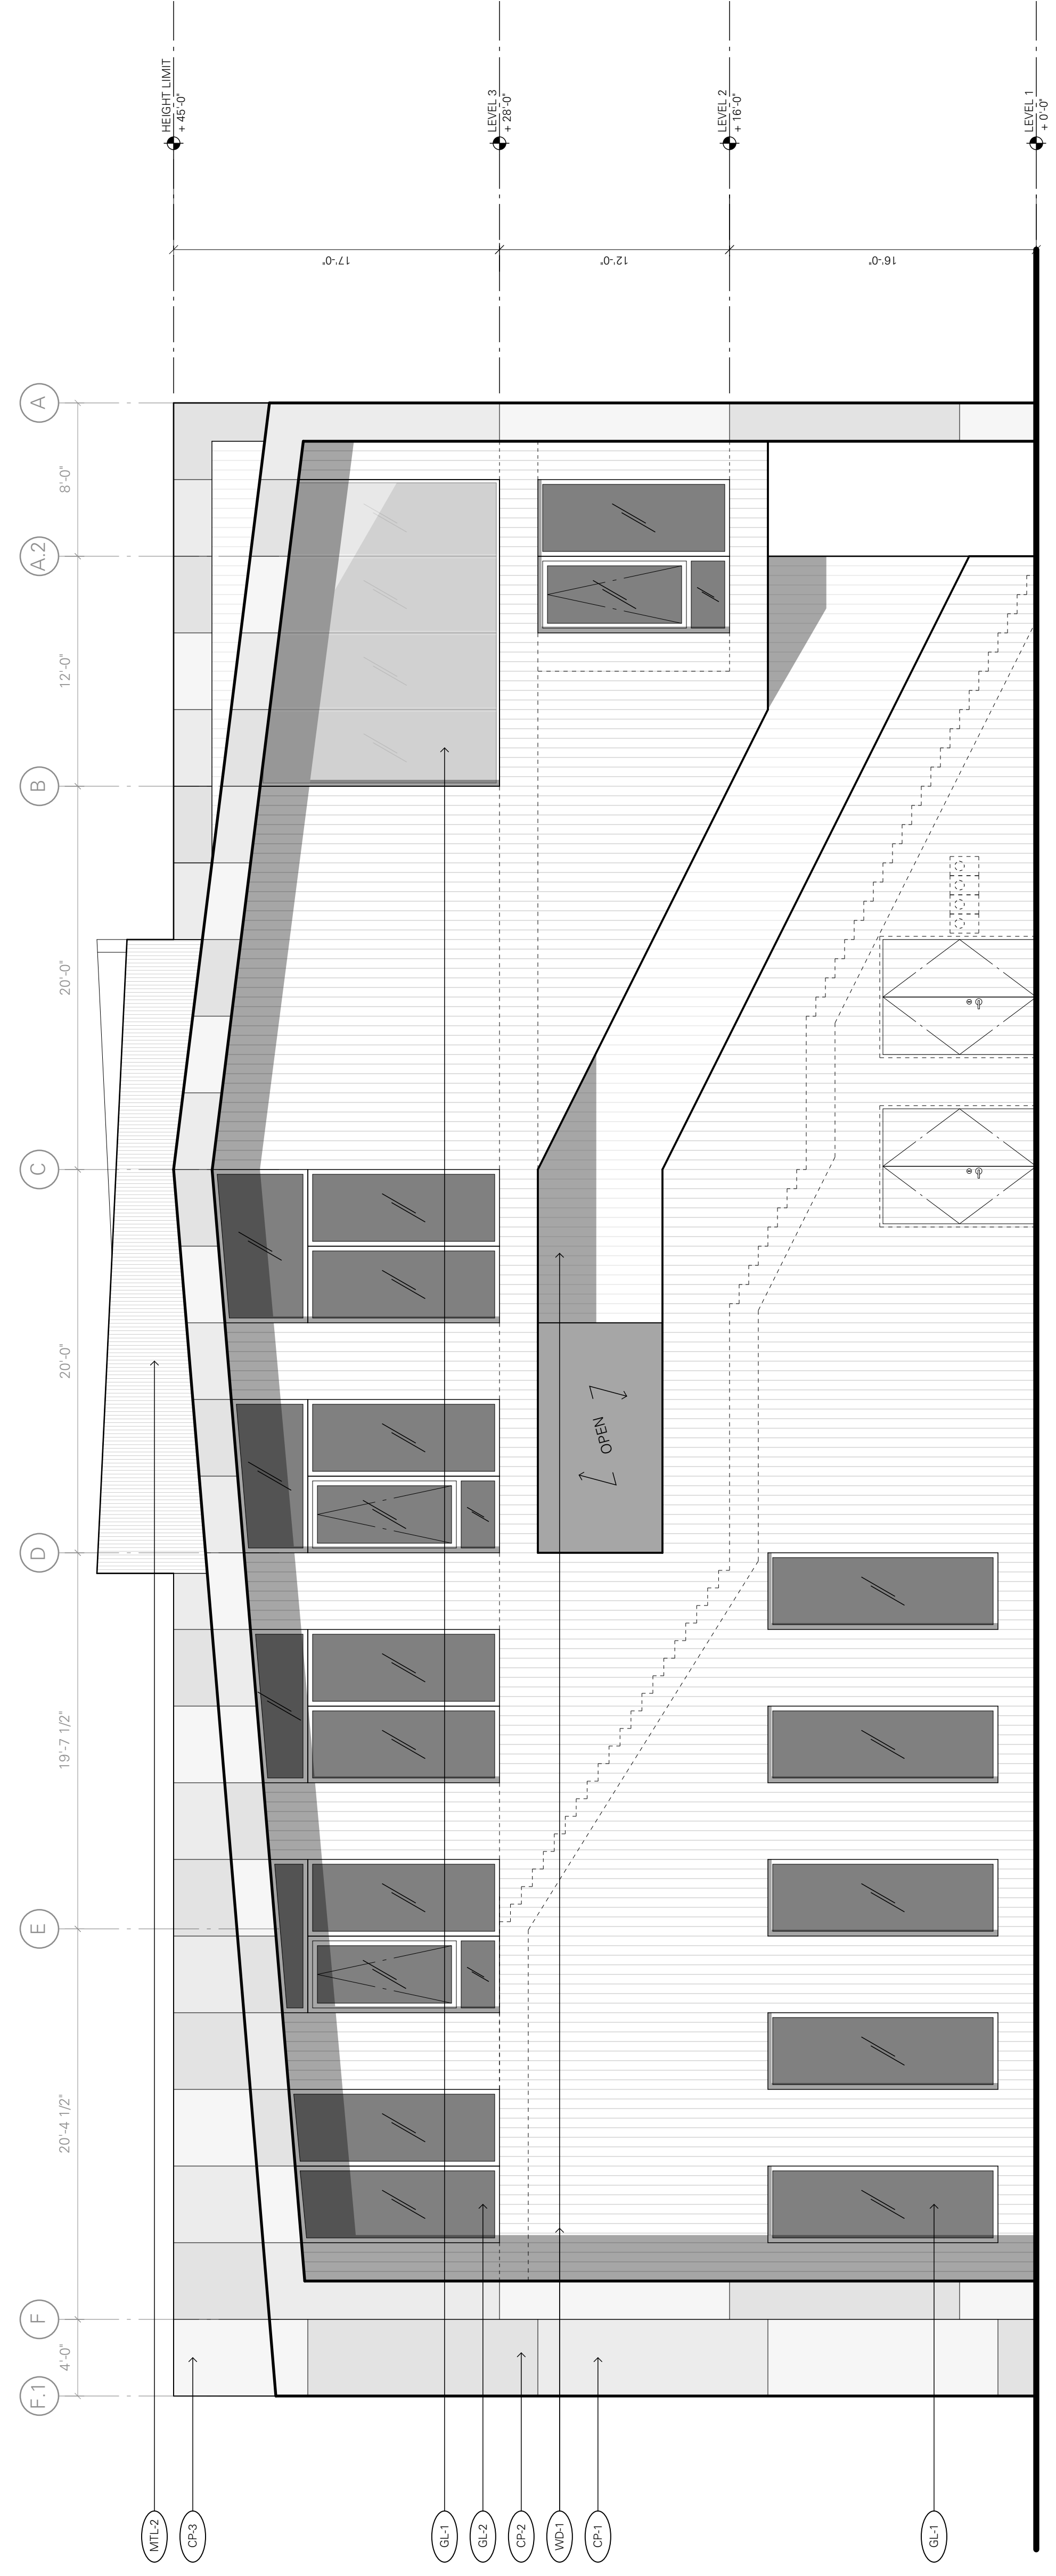 F.1
F
E
D
C
B
A.2
A
4'-0"
20'-4 1/2"
19'-7 1/2"
20'-0"
20'-0"
12'-0"
8'-0"
HEIGHT LIMIT
+ 45'-0"
LEVEL 3
+ 28'-0"
LEVEL 2
+ 16'-0"
LEVEL 1
+ 0'-0"
17'-0"
12'-0"
16'-0"
OPEN
MTL-2
CP-3
GL-1
GL-2
CP-2
WD-1
CP-1
GL-1